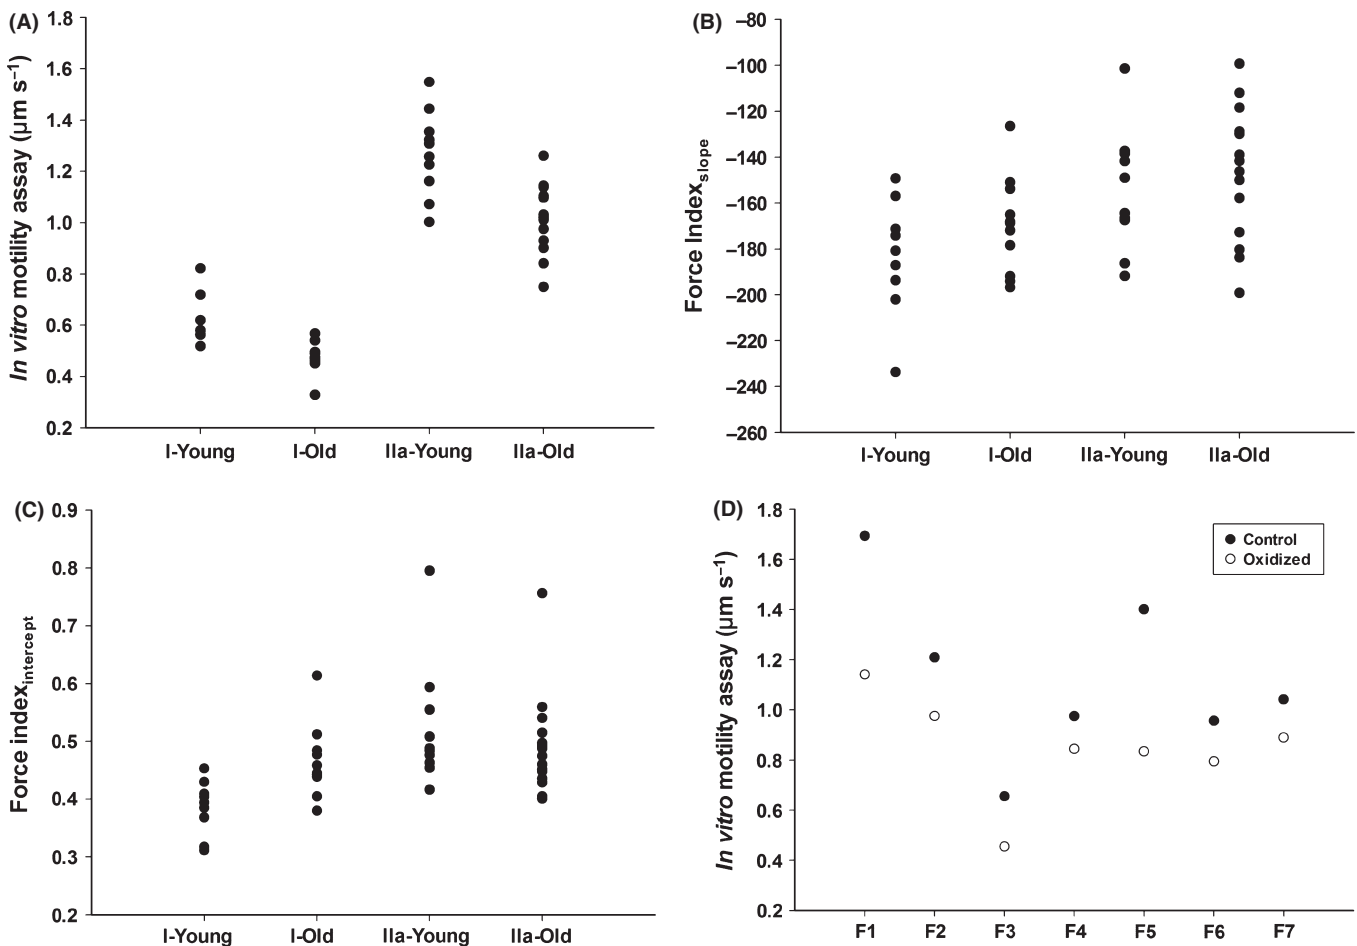 (A)
In vitro motility assay (μm s⁻¹)
1.8
1.6
1.4
1.2
1.0
0.8
0.6
0.4
0.2
I-Young I-Old IIa-Young IIa-Old
(B)
Force Index slope
–80
–100
–120
–140
–160
–180
–200
–220
–240
–260
I-Young I-Old IIa-Young IIa-Old
(C)
Force index intercept
0.9
0.8
0.7
0.6
0.5
0.4
0.3
0.2
I-Young I-Old IIa-Young IIa-Old
(D)
In vitro motility assay (μm s⁻¹)
1.8
1.6
1.4
1.2
1.0
0.8
0.6
0.4
0.2
Control
Oxidized
F1 F2 F3 F4 F5 F6 F7